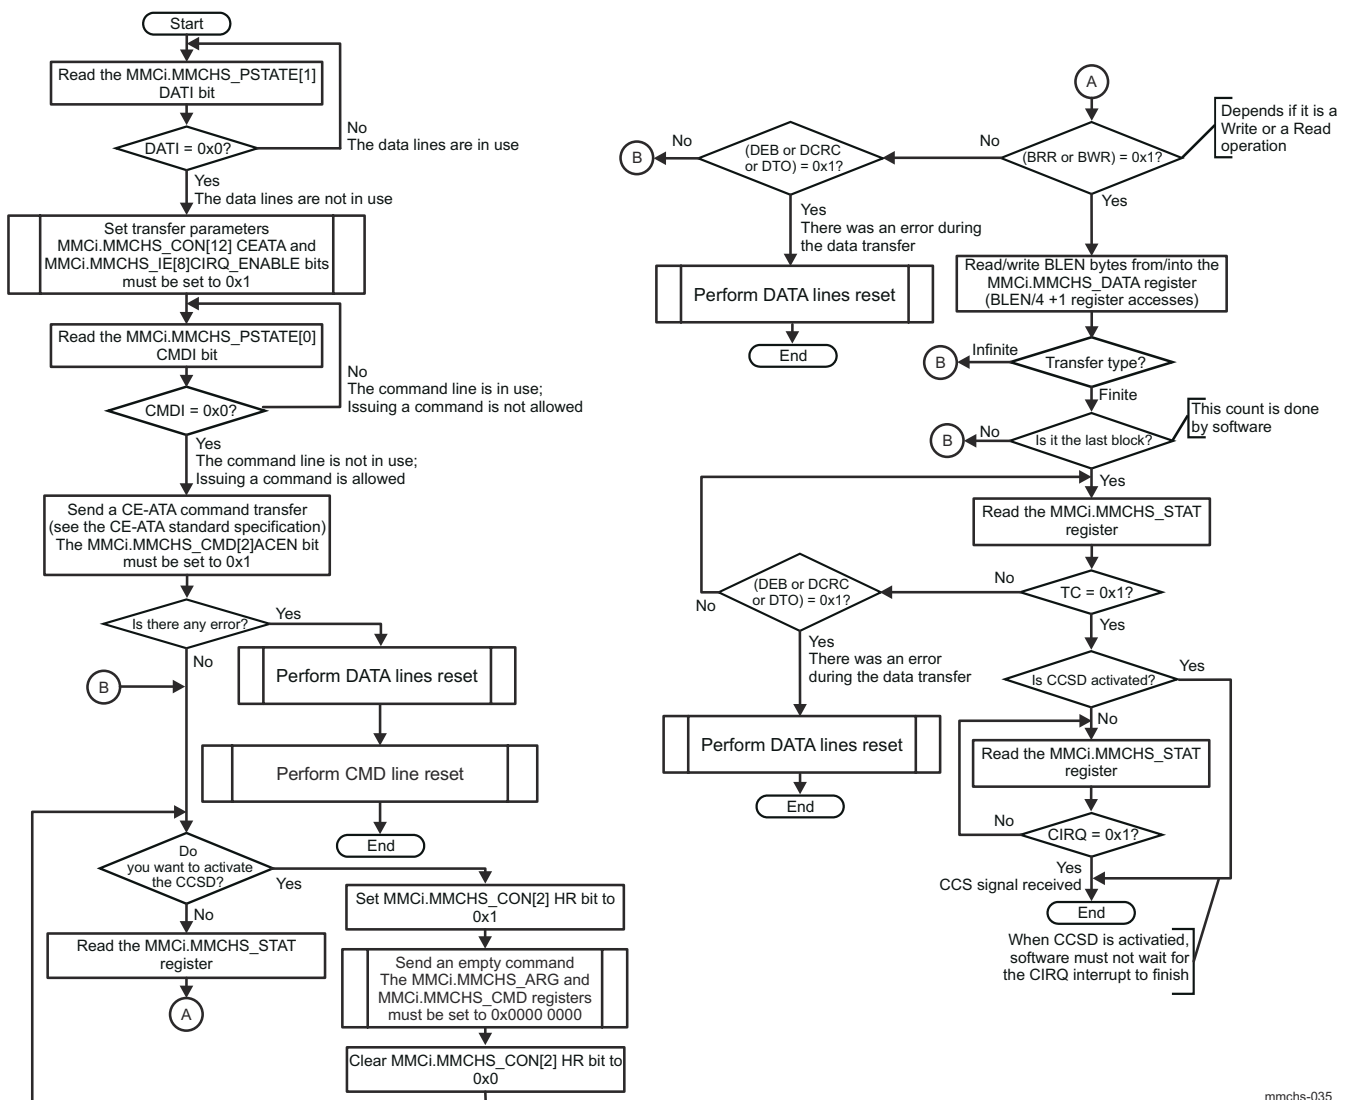 Start
Read the MMCi.MMCHS_PSTATE[1]
DATI bit
No
The data lines are in use
DATI = 0x0?
Yes
The data lines are not in use
Set transfer parameters
MMCi.MMCHS_CON[12] CEATA and
MMCi.MMCHS_IE[8]CIRQ_ENABLE bits
must be set to 0x1
Read the MMCi.MMCHS_PSTATE[0]
CMDI bit
No
The command line is in use;
Issuing a command is not allowed
CMDI = 0x0?
Yes
The command line is not in use;
Issuing a command is allowed
Send a CE-ATA command transfer
(see the CE-ATA standard specification)
The MMCi.MMCHS_CMD[2]ACEN bit
must be set to 0x1
Is there any error?
Yes
No
Perform DATA lines reset
B
Perform CMD line reset
End
Do
you want to activate
the CCSD?
Yes
No
Set MMCi.MMCHS_CON[2] HR bit to
0x1
Read the MMCi.MMCHS_STAT
register
Send an empty command
The MMCi.MMCHS_ARG and
MMCi.MMCHS_CMD registers
must be set to 0x0000 0000
A
Clear MMCi.MMCHS_CON[2] HR bit to
0x0
A
Depends if it is a
Write or a Read
operation
(BRR or BWR) = 0x1?
No
(DEB or DCRC
or DTO) = 0x1?
No
B
Yes
Yes
There was an error during
the data transfer
Perform DATA lines reset
End
Read/write BLEN bytes from/into the
MMCi.MMCHS_DATA register
(BLEN/4 +1 register accesses)
Transfer type?
Infinite
B
Finite
This count is done
by software
Is it the last block?
No
B
Yes
Read the MMCi.MMCHS_STAT
register
TC = 0x1?
No
(DEB or DCRC
or DTO) = 0x1?
No
Yes
Yes
There was an error
during the data transfer
Perform DATA lines reset
End
Is CCSD activated?
Yes
No
Read the MMCi.MMCHS_STAT
register
No
CIRQ = 0x1?
Yes
CCS signal received
End
When CCSD is activatied,
software must not wait for
the CIRQ interrupt to finish
mmchs-035